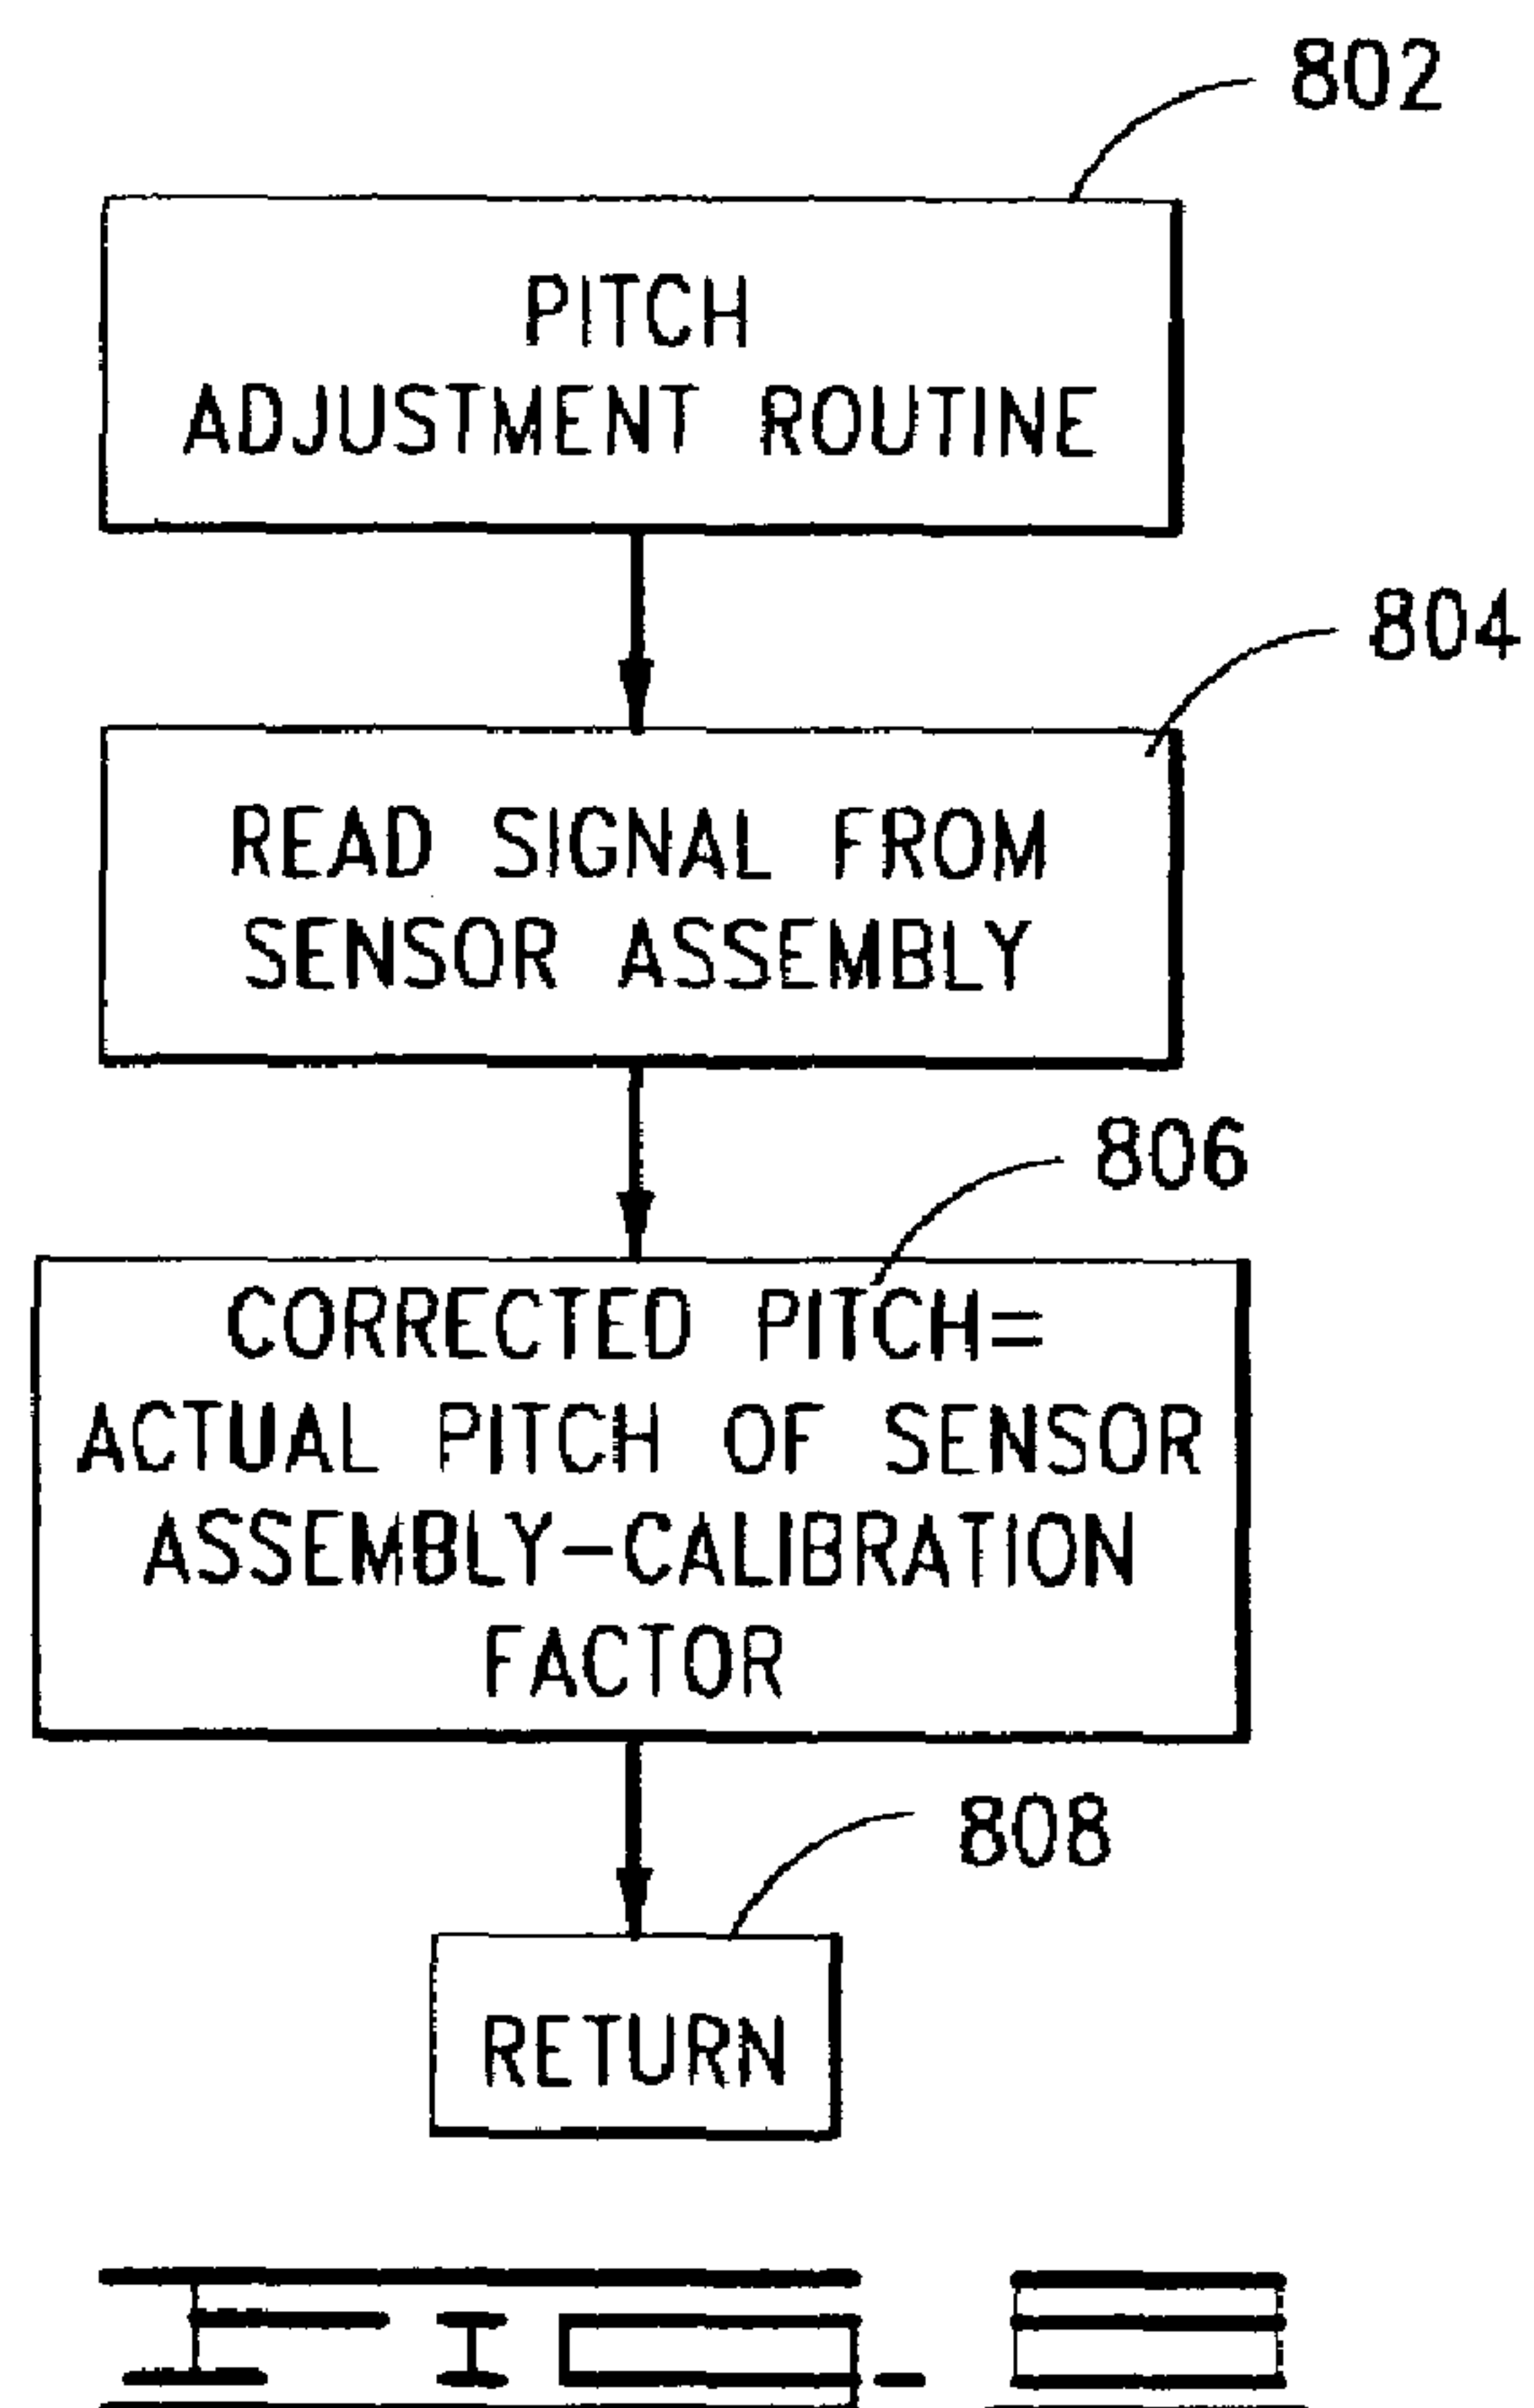 802
PITCH
ADJUSTMENT ROUTINE
804
READ SIGNAL FROM
SENSOR ASSEMBLY
806
CORRECTED PITCH=
ACTUAL PITCH OF SENSOR
ASSEMBLY-CALIBRATION
FACTOR
808
RETURN